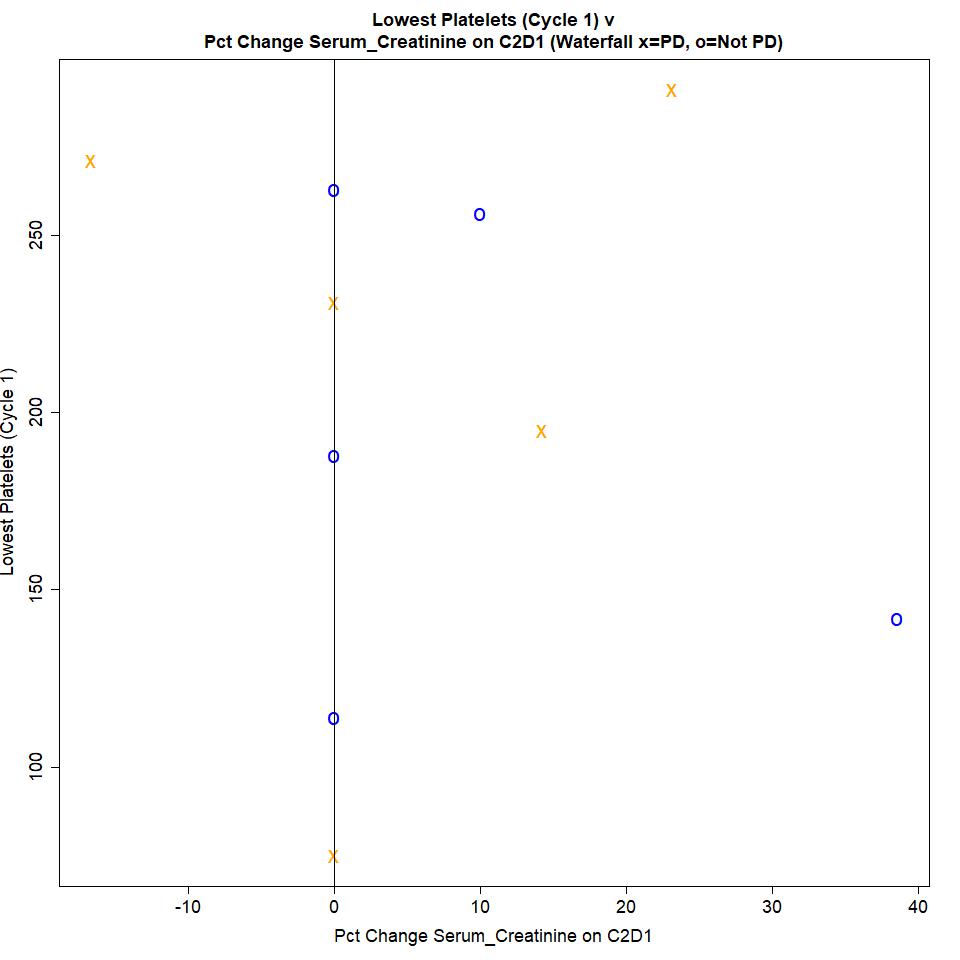 Lowest Platelets (Cycle 1) v
Pct Change Serum_Creatinine on C2D1 (Waterfall x=PD, o=Not PD)
X
X
O
O
250
X
Lowest Platelets (Cycle 1)
200
X
O
150
O
O
100
X
-10 0 10 20 30 40
Pct Change Serum_Creatinine on C2D1